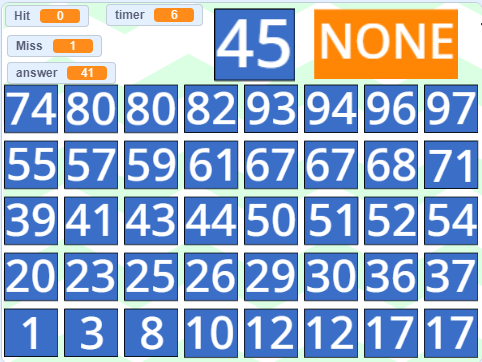 Hit 0
timer 6
Miss 1
answer 41
45 NONE
74 80 80 82 93 94 96 97
55 57 59 61 67 67 68 71
39 41 43 44 50 51 52 54
20 23 25 26 29 30 36 37
1 3 8 10 12 12 17 17